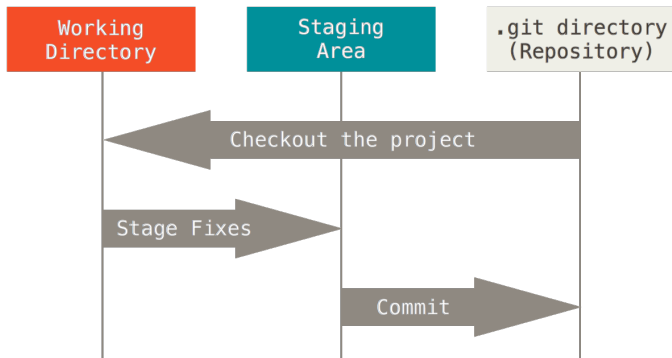 Working
Directory
Staging
Area
.git directory
(Repository)
Checkout the project
Stage Fixes
Commit